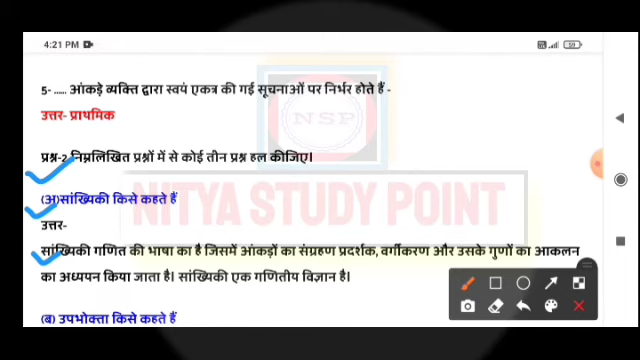 4:21 PM
59
5- ...... आंकड़े व्यक्ति द्वारा स्वयं एकत्र की गई सूचनाओं पर निर्भर होते हैं -
उत्तर- प्राथमिक
NSP
प्रश्न-2 निम्नलिखित प्रश्नों में से कोई तीन प्रश्न हल कीजिए।
(अ)सांख्यिकी किसे कहते हैं
NITYA STUDY POINT
उत्तर-
सांख्यिकी गणित की भाषा का है जिसमें आंकड़ों का संग्रहण प्रदर्शक, वर्गीकरण और उसके गुणों का आकलन
का अध्ययन किया जाता है। सांख्यिकी एक गणितीय विज्ञान है।
(ब) उपभोक्ता किसे कहते हैं